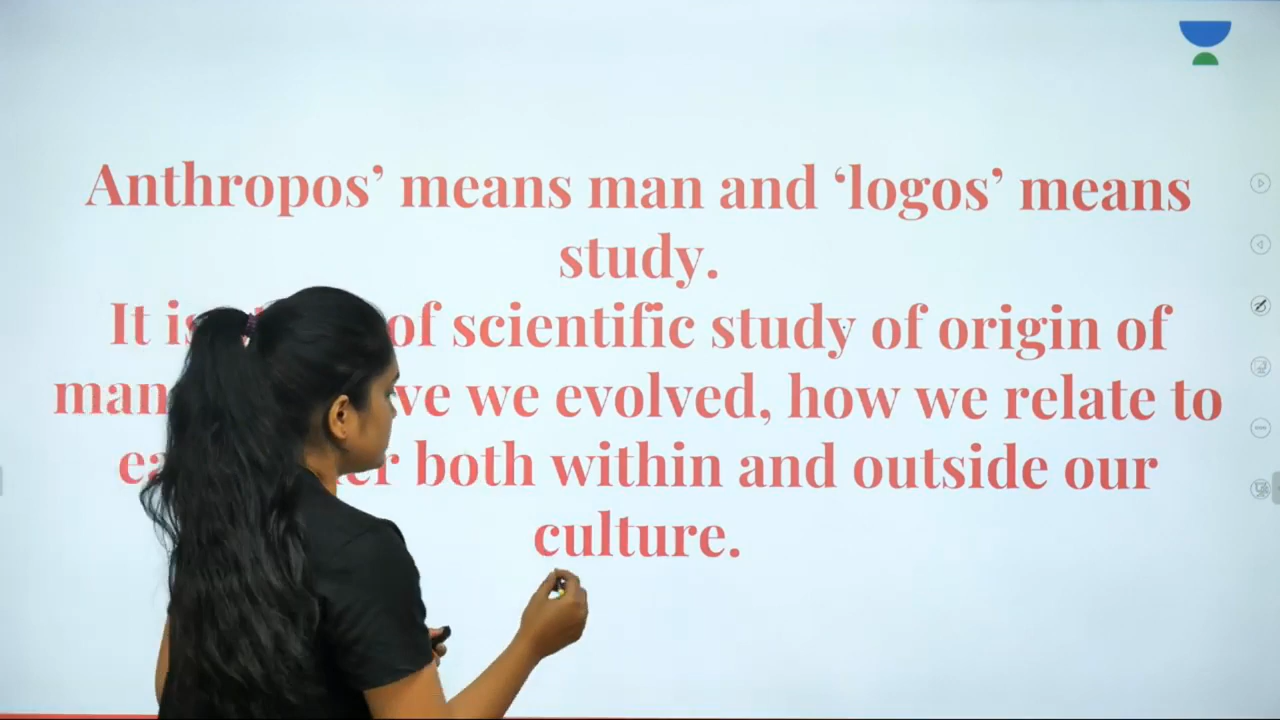 Anthropos’ means man and ‘logos’ means
study.
It is of scientific study of origin of
we evolved, how we relate to
both within and outside our
culture.